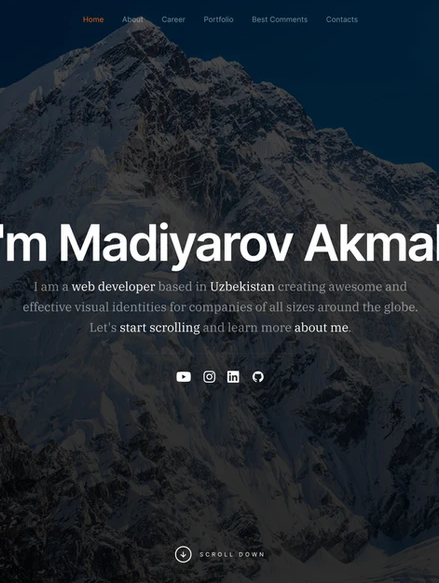 Home About Career Portfolio Best Comments Contacts
'm Madiyarov Akmal
I am a web developer based in Uzbekistan creating awesome and
effective visual identities for companies of all sizes around the globe.
Let's start scrolling and learn more about me.
SCROLL DOWN